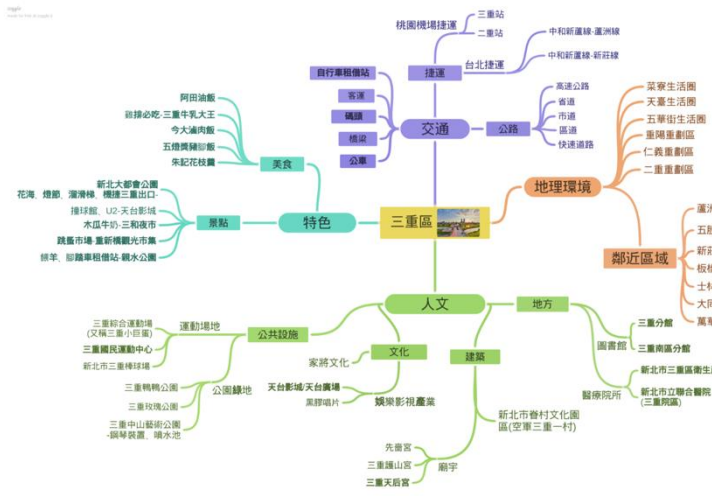 coggle
三重區
交通
捷運
桃園機場捷運
三重站
二重站
台北捷運
中和新蘆線-蘆洲線
中和新蘆線-新莊線
自行車租借站
客運
碼頭
橋梁
公車
公路
高速公路
省道
市道
區道
快速道路
特色
美食
阿田油飯
今大滷肉飯
五燈獎豬腳飯
朱記花枝羹
景點
新北大都會公園
花海、燈節、溜滑梯、機捷三重出口-
撞球館、U2-天台影城
木瓜牛奶-三和夜市
跳蚤市場-重新橋觀光市集
餵羊、腳踏車租借站-親水公園
地理環境
菜寮生活圈
天臺生活圈
五華街生活圈
重陽重劃區
仁義重劃區
二重重劃區
鄰近區域
蘆洲
五股
新莊
板橋
士林
大同
萬華
人文
公共設施
運動場地
三重綜合運動場
(又稱三重小巨蛋)
三重國民運動中心
新北市三重棒球場
公園綠地
三重鴨鴨公園
三重玫瑰公園
三重中山藝術公園
-鋼琴裝置、噴水池
文化
家將文化
娛樂影視產業
天台影城/天台廣場
黑膠唱片
建築
新北市眷村文化園
區(空軍三重一村)
廟宇
先嗇宮
三重護山宮
三重天后宮
地方
圖書館
三重分館
三重南區分館
醫療院所
新北市三重區衛生
新北市立聯合醫院
(三重院區)